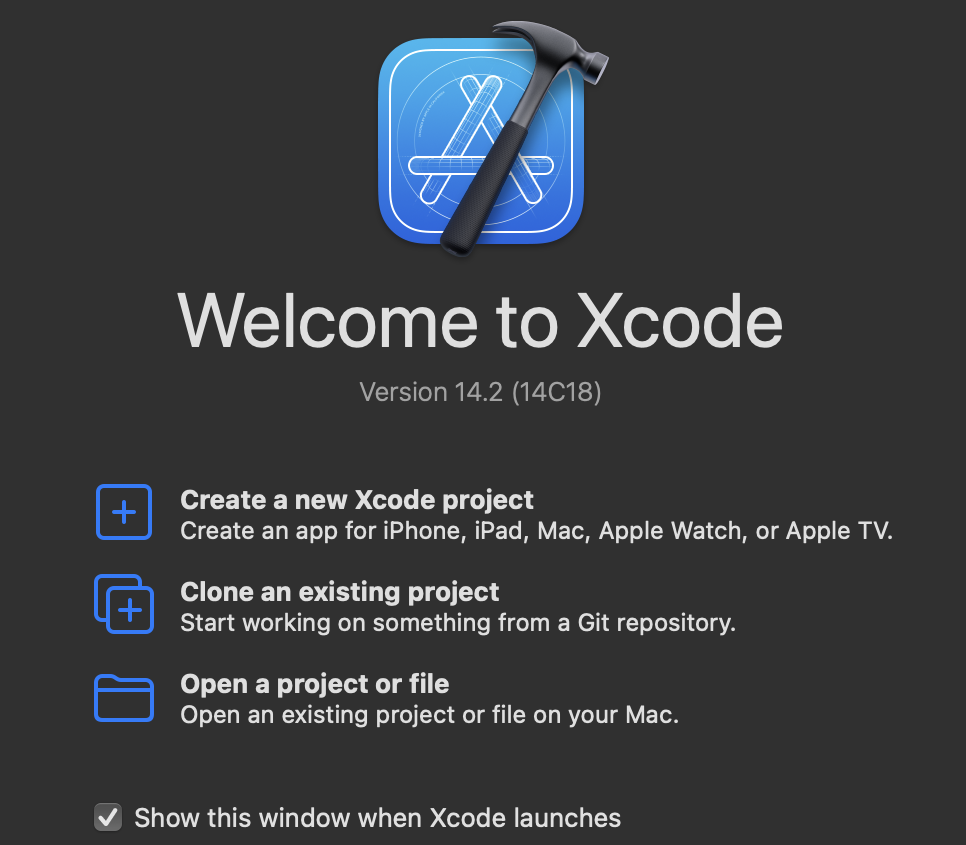 Welcome to Xcode
Version 14.2 (14C18)
Create a new Xcode project
Create an app for iPhone, iPad, Mac, Apple Watch, or Apple TV.
Clone an existing project
Start working on something from a Git repository.
Open a project or file
Open an existing project or file on your Mac.
Show this window when Xcode launches